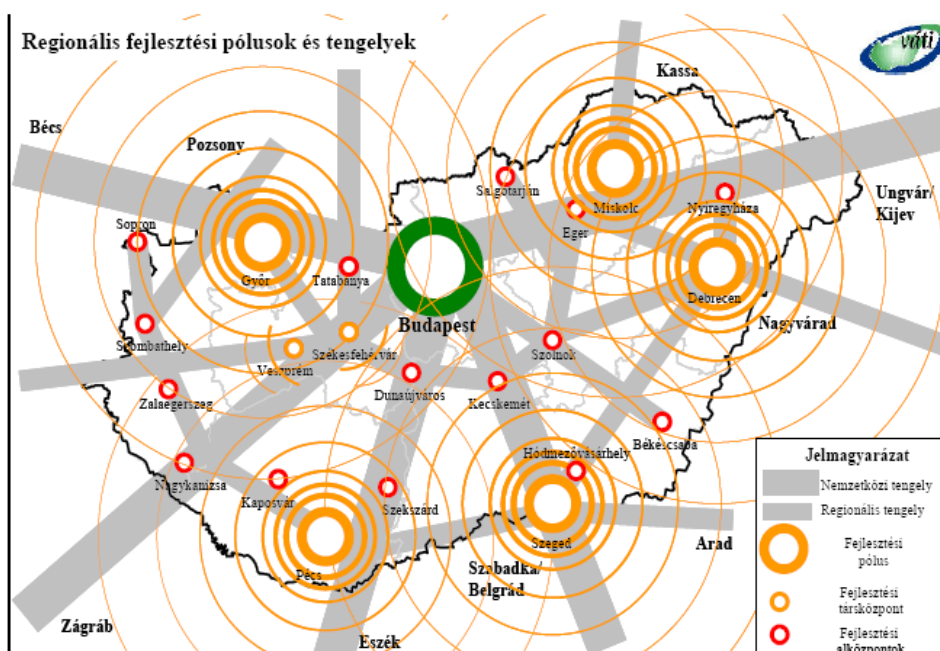 Regionális fejlesztési pólusok és tengelyek
váti
Kassa
Bécs
Pozsony
Ungvár/
Kijev
Salgótarján
Miskolc
Nyíregyháza
Eger
Sopron
Győr
Tatabánya
Debrecen
Budapest
Nagyvárad
Szombathely
Székesfehérvár
Veszprém
Szolnok
Dunaújváros
Kecskemét
Zalaegerszeg
Békéscsaba
Hódmezővásárhely
Nagykanizsa
Kaposvár
Szekszárd
Szeged
Arad
Pécs
Szabadka/
Belgrád
Zágráb
Eszék
Jelmagyarázat
Nemzetközi tengely
Regionális tengely
Fejlesztési
pólus
Fejlesztési
társközpont
Fejlesztési
alközpontok